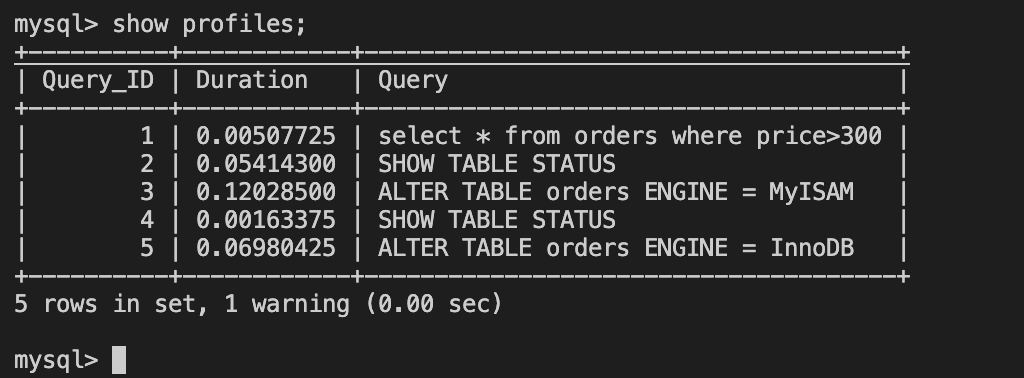 mysql> show profiles;
+----------+------------+--------------------------------------+
| Query_ID | Duration   | Query                                |
+----------+------------+--------------------------------------+
|        1 | 0.00507725 | select * from orders where price>300 |
|        2 | 0.05414300 | SHOW TABLE STATUS                    |
|        3 | 0.12028500 | ALTER TABLE orders ENGINE = MyISAM   |
|        4 | 0.00163375 | SHOW TABLE STATUS                    |
|        5 | 0.06980425 | ALTER TABLE orders ENGINE = InnoDB   |
+----------+------------+--------------------------------------+
5 rows in set, 1 warning (0.00 sec)
mysql>